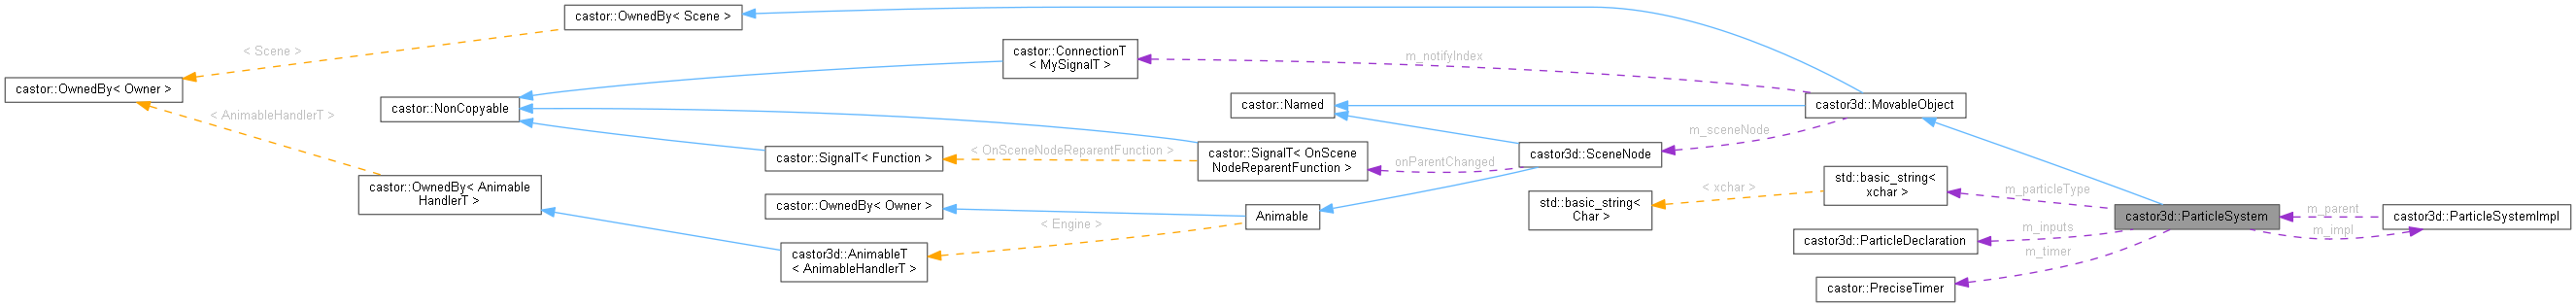 castor::OwnedBy< Scene >
< Scene >
castor::OwnedBy< Owner >
< AnimableHandlerT >
castor::OwnedBy< Animable
HandlerT >
castor::NonCopyable
castor::ConnectionT
< MySignalT >
castor::SignalT< Function >
< OnSceneNodeReparentFunction >
castor::SignalT< OnScene
NodeReparentFunction >
castor::OwnedBy< Owner >
castor3d::AnimableT
< AnimableHandlerT >
< Engine >
Animable
castor::Named
onParentChanged
castor3d::SceneNode
m_notifyIndex
m_sceneNode
castor3d::MovableObject
std::basic_string<
Char >
< xchar >
std::basic_string<
xchar >
castor3d::ParticleDeclaration
castor::PreciseTimer
m_particleType
m_inputs
m_timer
castor3d::ParticleSystem
m_parent
m_impl
castor3d::ParticleSystemImpl